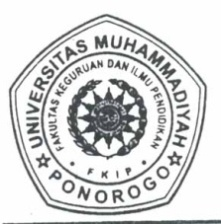 UNIVERSITAS MUHAMMADIYAH
PONOROGO
FAKULTAS KEGURUAN DAN ILMU PENDIDIKAN
FKIP